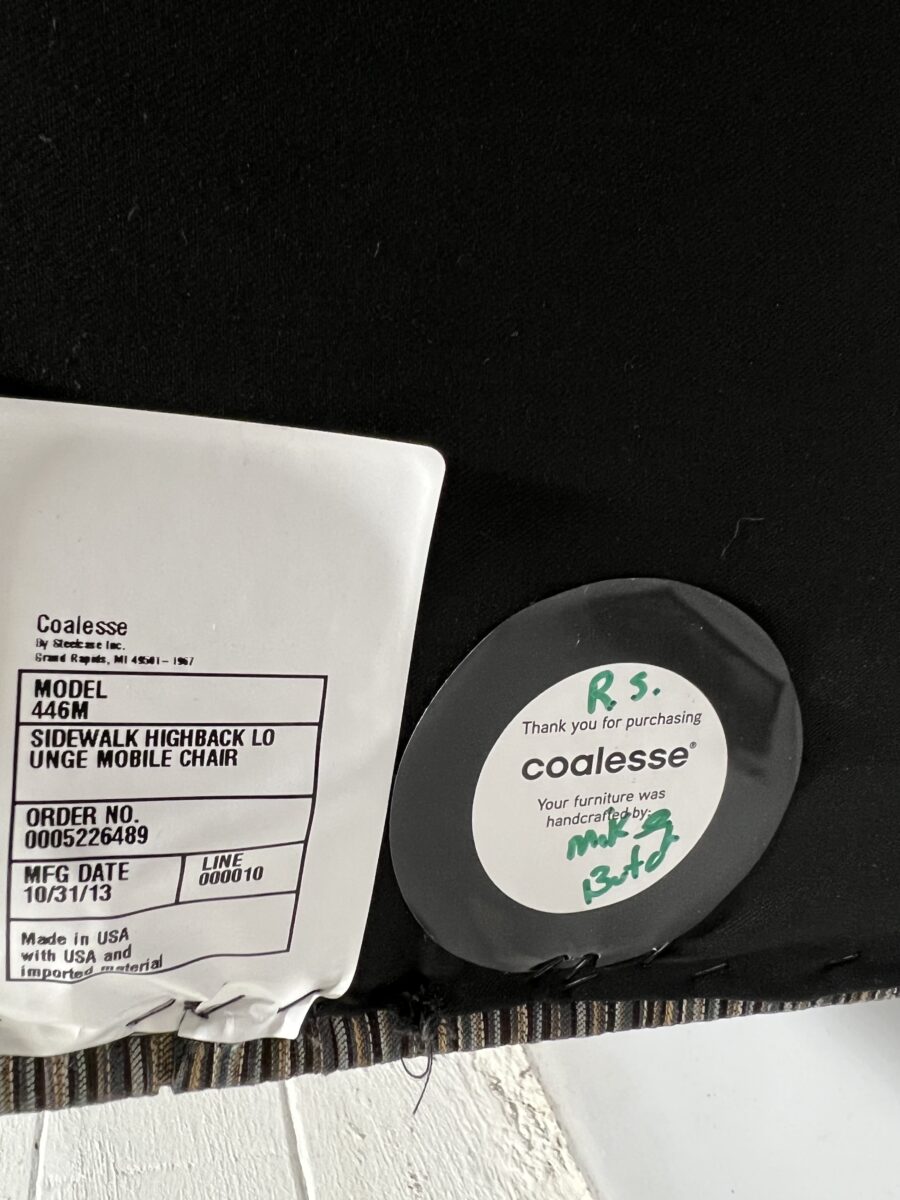 Coalesse
By Steelcase Inc.
Grand Rapids, MI 49501-1967
MODEL
446M
SIDEWALK HIGHBACK LO
UNGE MOBILE CHAIR
ORDER NO.
0005226489
MFG DATE
10/31/13
LINE
000010
Made in USA
with USA and
imported material
R.S.
Thank you for purchasing
coalesse®
Your furniture was
handcrafted by: